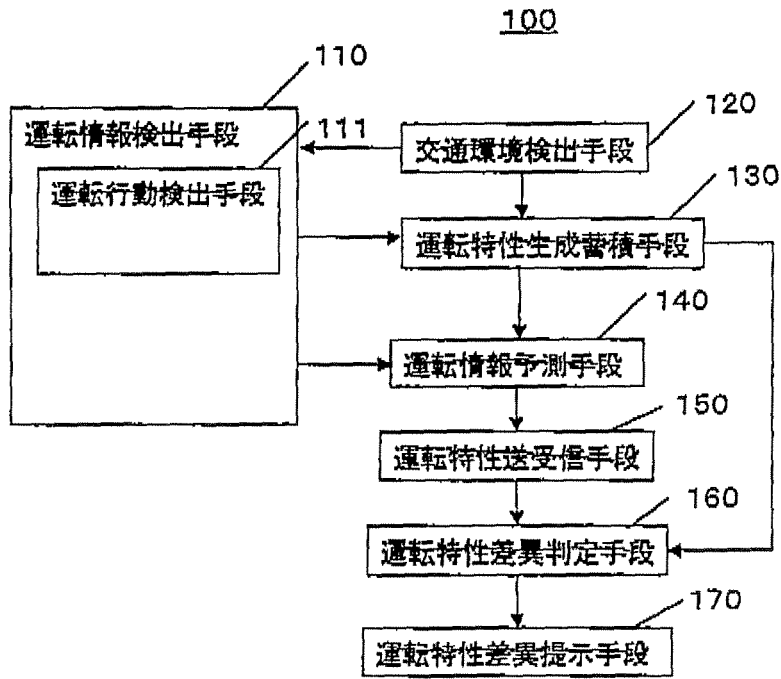 100
110
運転情報検出手段
111
運転行動検出手段
120
交通環境検出手段
130
運転特性生成蓄積手段
140
運転情報予測手段
150
運転特性送受信手段
160
運転特性差異判定手段
170
運転特性差異提示手段